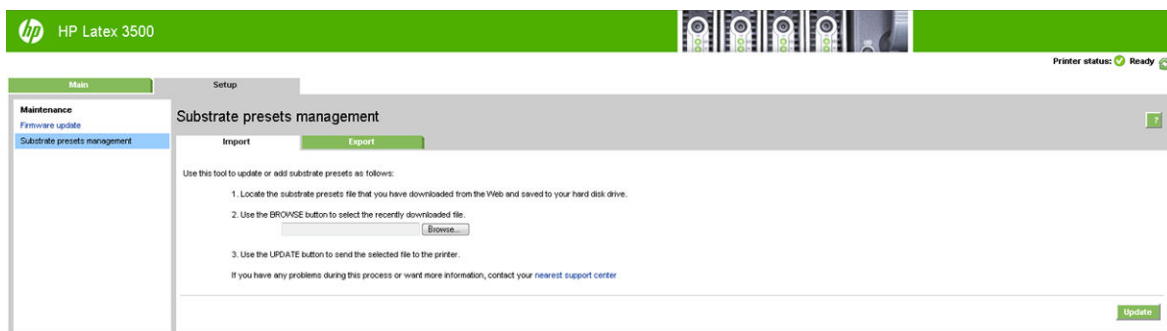 hp HP Latex 3500
Printer status: Ready
Main Setup
Maintenance
Firmware update
Substrate presets management
Substrate presets management
?
Import Export
Use this tool to update or add substrate presets as follows:
1. Locate the substrate presets file that you have downloaded from the Web and saved to your hard disk drive.
2. Use the BROWSE button to select the recently downloaded file.
Browse...
3. Use the UPDATE button to send the selected file to the printer.
If you have any problems during this process or want more information, contact your nearest support center
Update